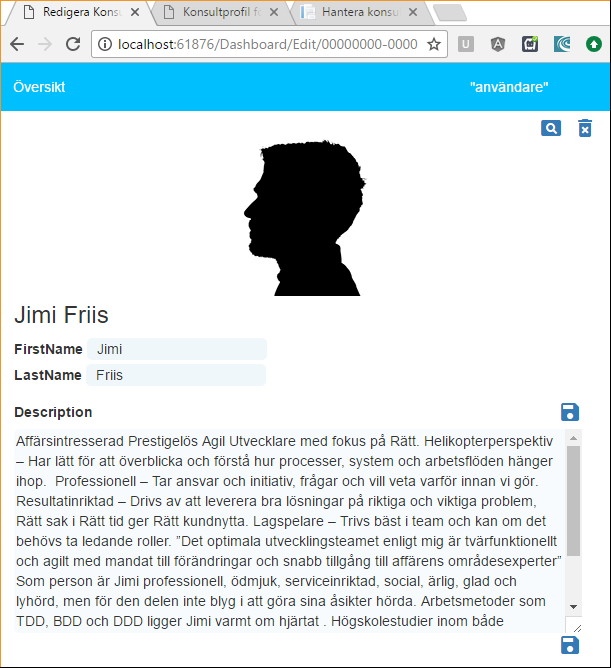 Redigera Konsu
Konsultprofil fö
Hantera konsul
localhost:61876/Dashboard/Edit/00000000-0000
Översikt
"användare"
Jimi Friis
FirstName Jimi
LastName Friis
Description
Affärsintresserad Prestigelös Agil Utvecklare med fokus på Rätt. Helikopterperspektiv
– Har lätt för att överblicka och förstå hur processer, system och arbetsflöden hänger
ihop.  Professionell – Tar ansvar och initiativ, frågar och vill veta varför innan vi gör.
Resultatinriktad – Drivs av att leverera bra lösningar på riktiga och viktiga problem,
Rätt sak i Rätt tid ger Rätt kundnytta. Lagspelare – Trivs bäst i team och kan om det
behövs ta ledande roller. ”Det optimala utvecklingsteamet enligt mig är tvärfunktionellt
och agilt med mandat till förändringar och snabb tillgång till affärens områdesexperter”
Som person är Jimi professionell, ödmjuk, serviceinriktad, social, ärlig, glad och
lyhörd, men för den delen inte blyg i att göra sina åsikter hörda. Arbetsmetoder som
TDD, BDD och DDD ligger Jimi varmt om hjärtat . Högskolestudier inom både